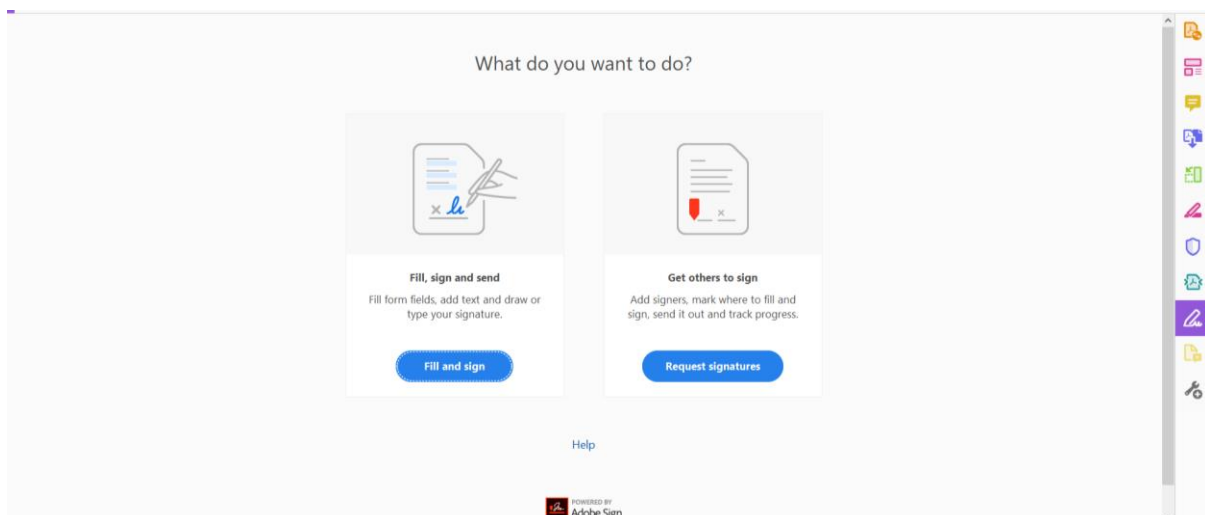 What do you want to do?
Fill, sign and send
Fill form fields, add text and draw or
type your signature.
Fill and sign
Get others to sign
Add signers, mark where to fill and
sign, send it out and track progress.
Request signatures
Help
POWERED BY
Adobe Sign